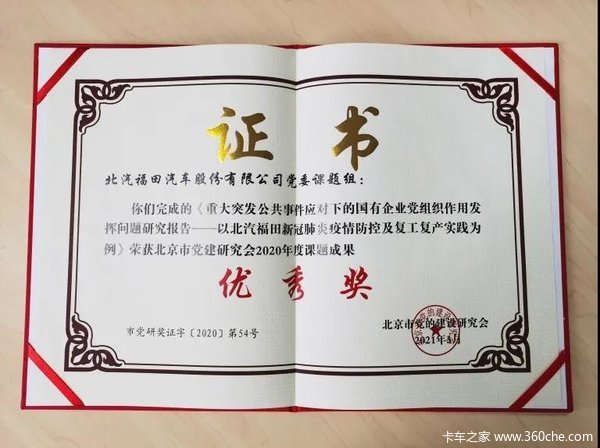 证书
北汽福田汽车股份有限公司党委课题组：
你们完成的《重大突发公共事件应对下的国有企业党组织作用发
挥问题研究报告——以北汽福田新冠肺炎疫情防控及复工复产实践为
例》荣获北京市党建研究会2020年度课题成果
优秀奖
市党研奖证字〔2020〕第54号
北京市党的建设研究会
2021年1月
卡车之家 www.360che.com